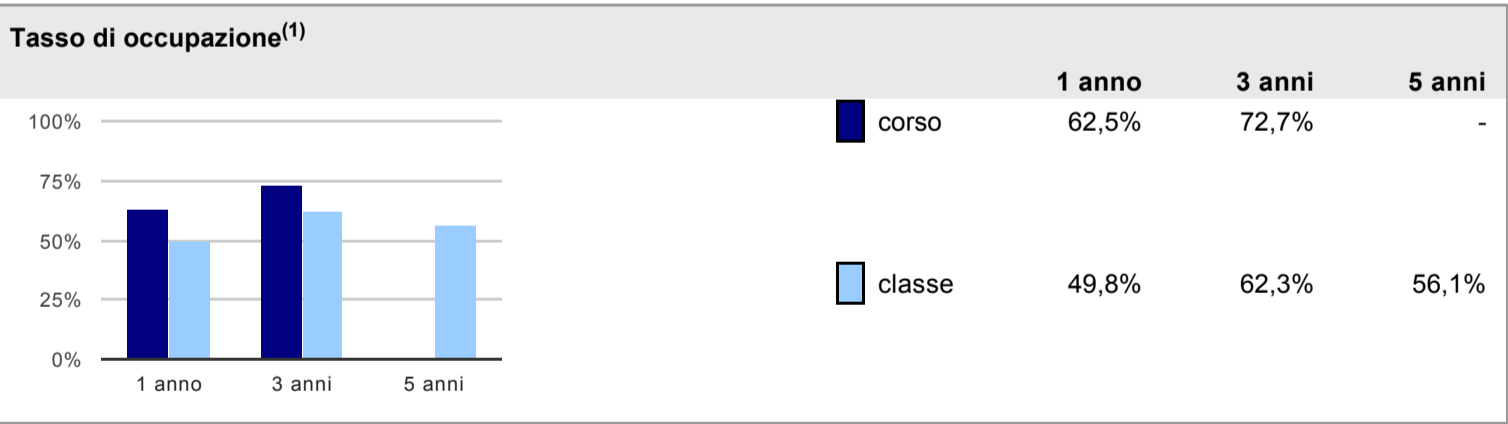 Tasso di occupazione(1)
1 anno 3 anni 5 anni
100%
75%
50%
25%
0%
1 anno 3 anni 5 anni
corso 62,5% 72,7% -
classe 49,8% 62,3% 56,1%